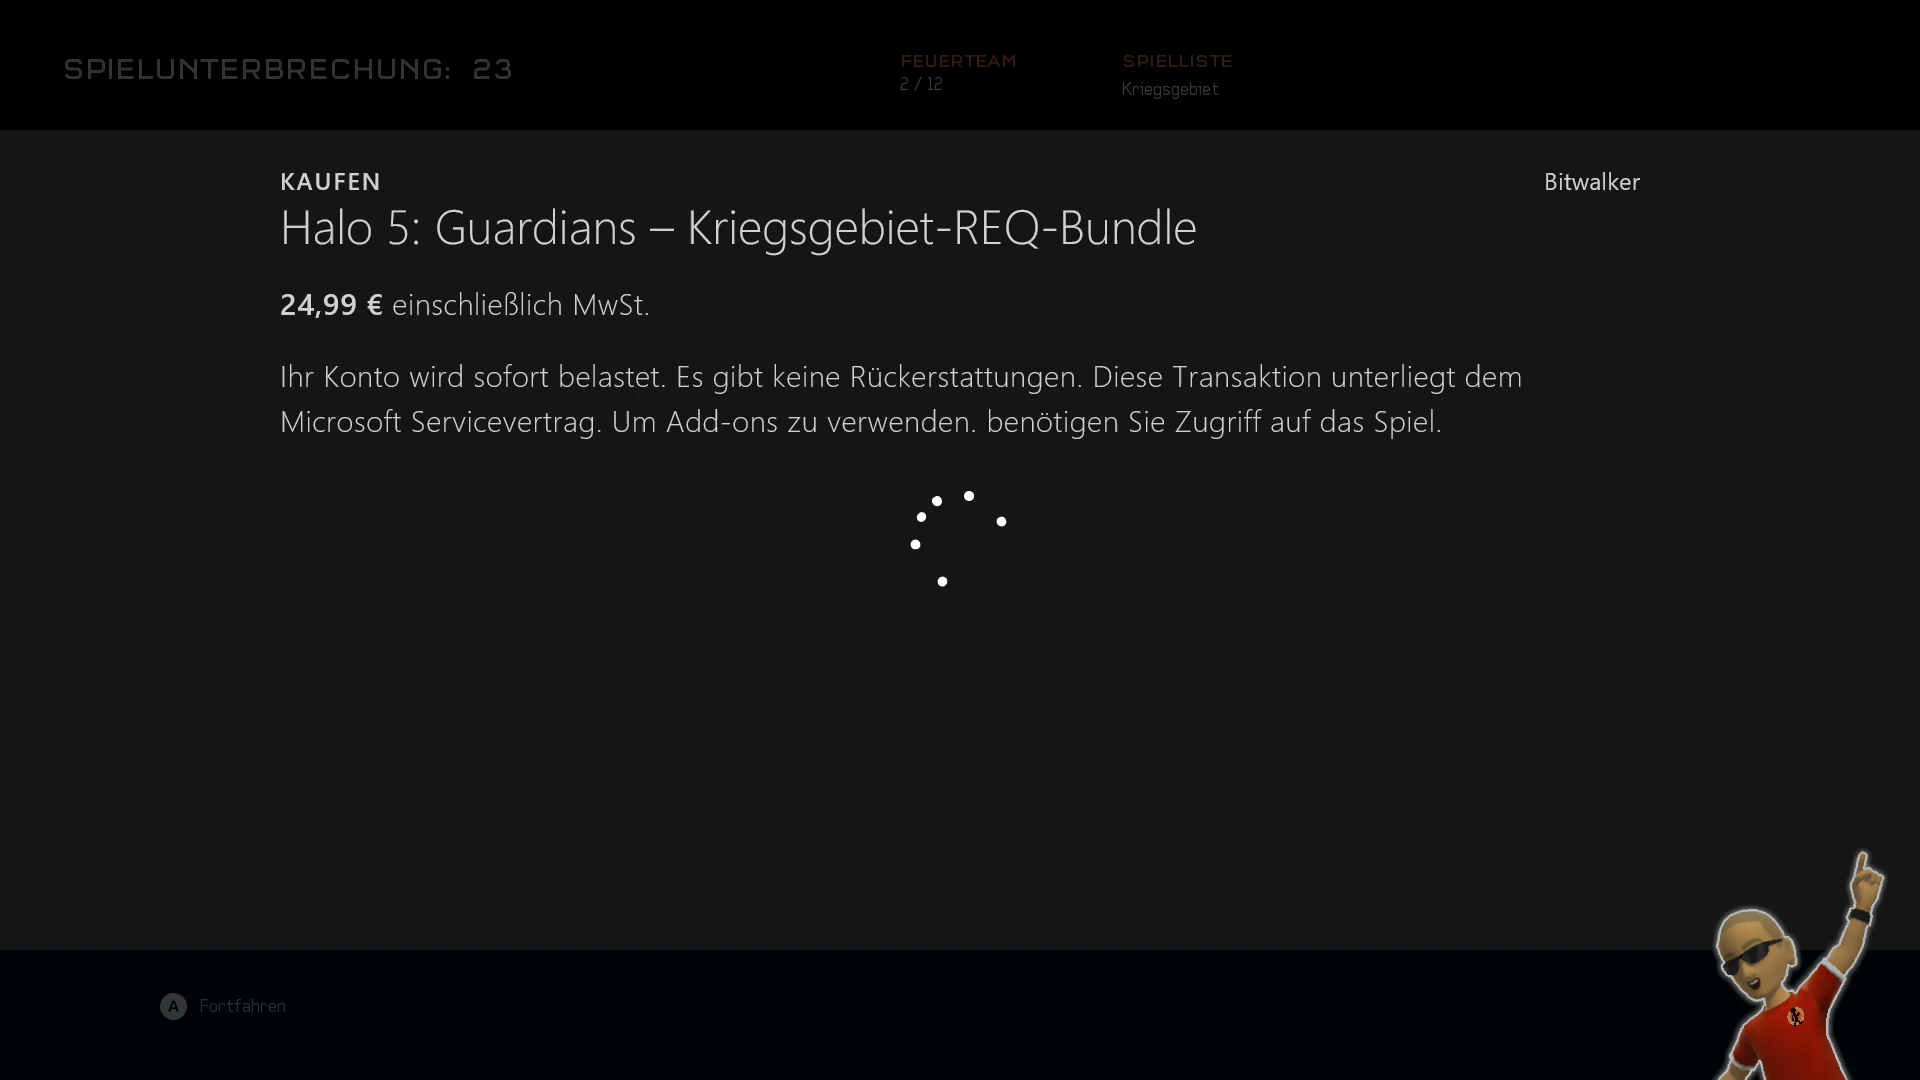 SPIELUNTERBRECHUNG: 23
FEUERTEAM
2 / 12
SPIELLISTE
Kriegsgebiet
KAUFEN
Bitwalker
Halo 5: Guardians – Kriegsgebiet-REQ-Bundle
24,99 € einschließlich MwSt.
Ihr Konto wird sofort belastet. Es gibt keine Rückerstattungen. Diese Transaktion unterliegt dem
Microsoft Servicevertrag. Um Add-ons zu verwenden. benötigen Sie Zugriff auf das Spiel.
A Fortfahren